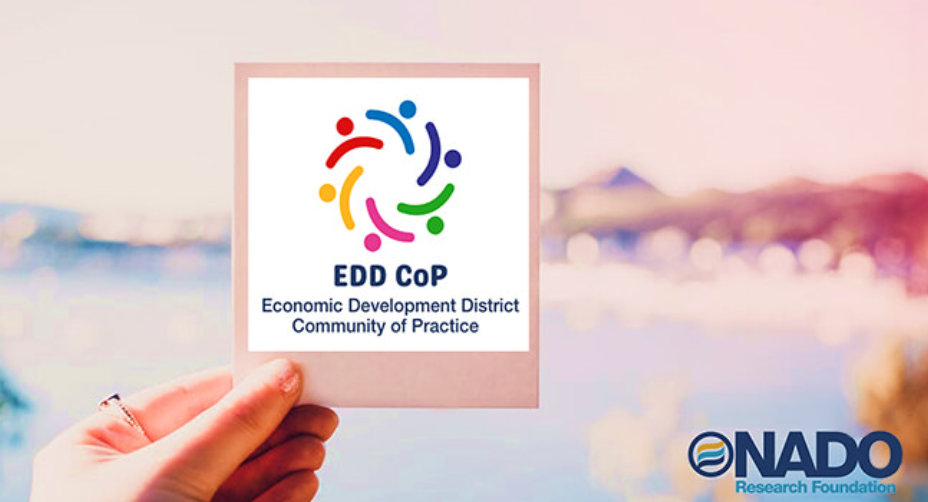 EDD CoP
Economic Development District
Community of Practice
NADO
Research Foundation